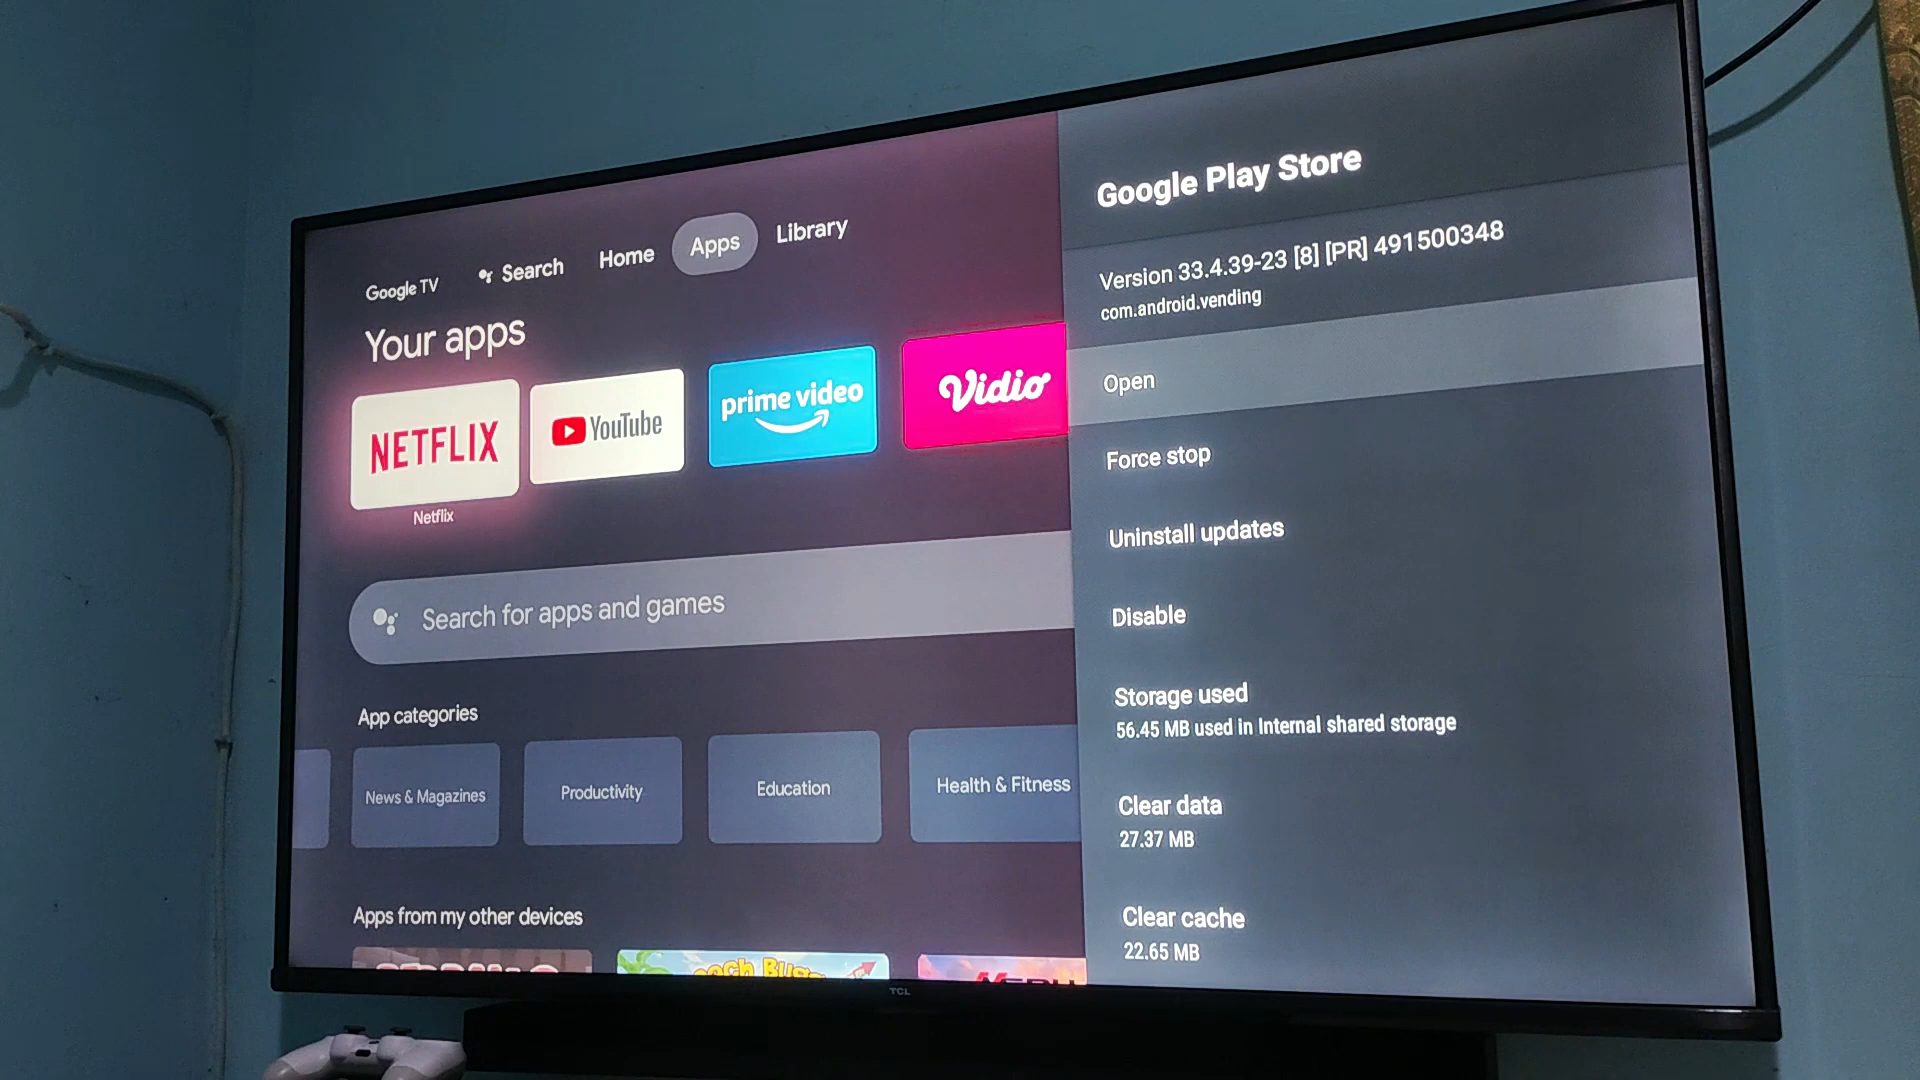 Google TV
Search
Home
Apps
Library
Your apps
NETFLIX
YouTube
prime video
Vidio
Netflix
Search for apps and games
App categories
News & Magazines
Productivity
Education
Health & Fitness
Apps from my other devices
TCL
Google Play Store
Version 33.4.39-23 [8] [PR] 491500348
com.android.vending
Open
Force stop
Uninstall updates
Disable
Storage used
56.45 MB used in Internal shared storage
Clear data
27.37 MB
Clear cache
22.65 MB